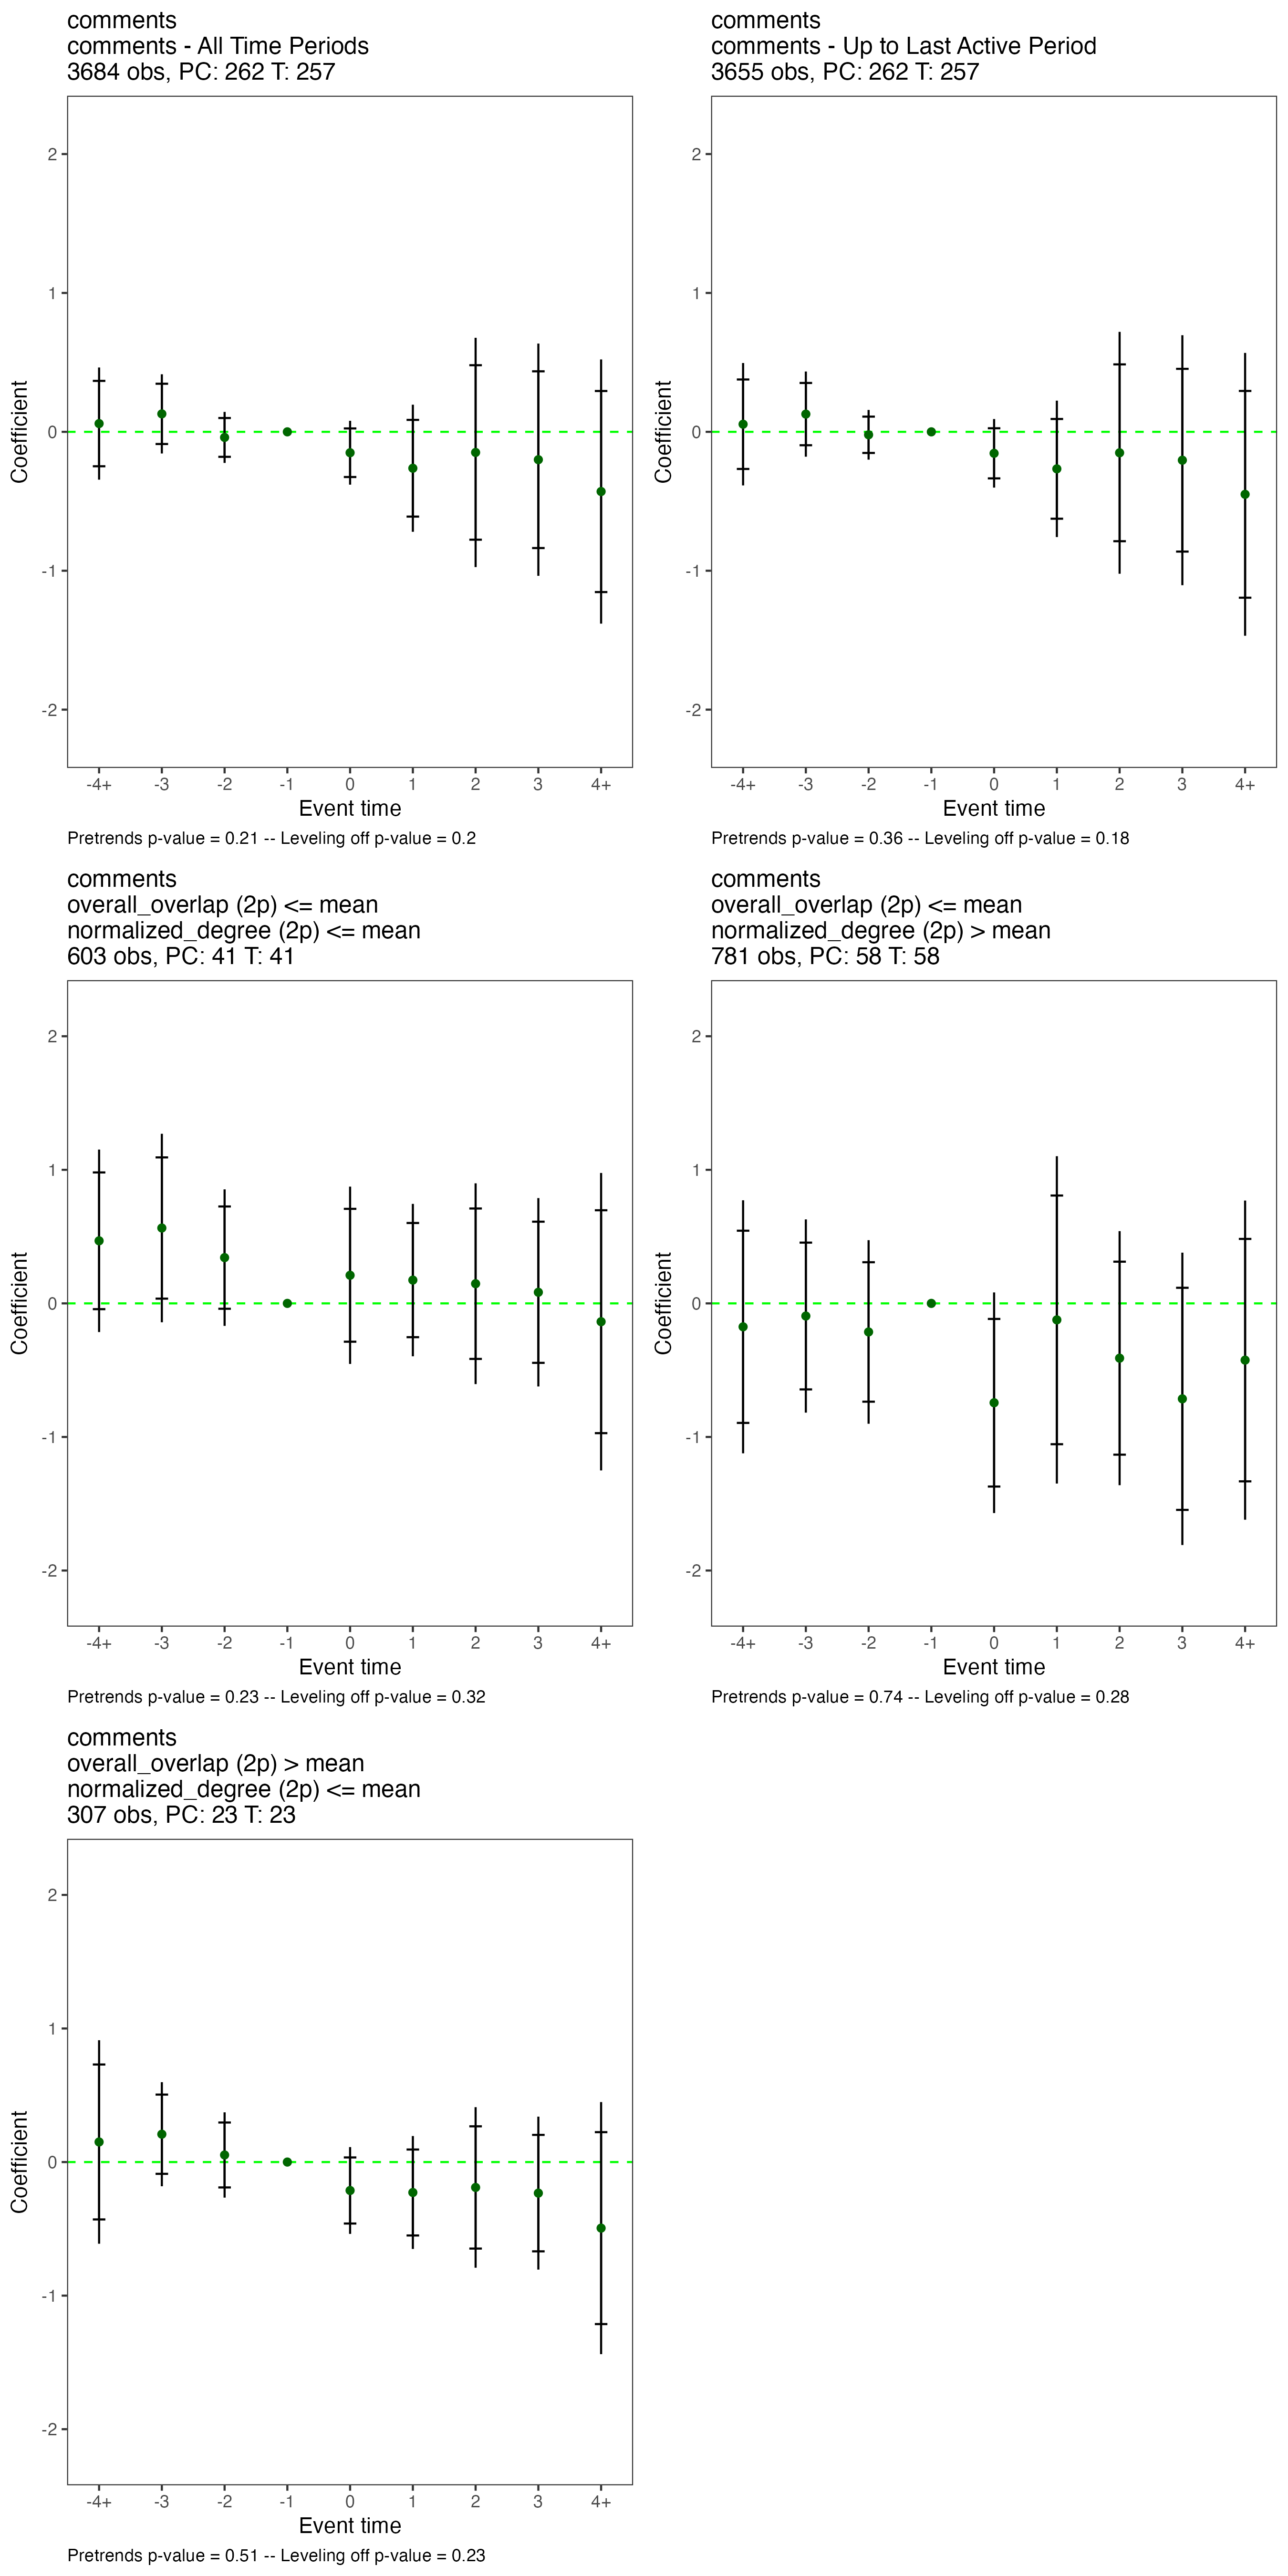 comments
comments - All Time Periods
3684 obs, PC: 262 T: 257
2
1
0
-1
-2
Coefficient
-4+ -3 -2 -1 0 1 2 3 4+
Event time
Pretrends p-value = 0.21 -- Leveling off p-value = 0.2
comments
comments - Up to Last Active Period
3655 obs, PC: 262 T: 257
2
1
0
-1
-2
Coefficient
-4+ -3 -2 -1 0 1 2 3 4+
Event time
Pretrends p-value = 0.36 -- Leveling off p-value = 0.18
comments
overall_overlap (2p) <= mean
normalized_degree (2p) <= mean
603 obs, PC: 41 T: 41
2
1
0
-1
-2
Coefficient
-4+ -3 -2 -1 0 1 2 3 4+
Event time
Pretrends p-value = 0.23 -- Leveling off p-value = 0.32
comments
overall_overlap (2p) <= mean
normalized_degree (2p) > mean
781 obs, PC: 58 T: 58
2
1
0
-1
-2
Coefficient
-4+ -3 -2 -1 0 1 2 3 4+
Event time
Pretrends p-value = 0.74 -- Leveling off p-value = 0.28
comments
overall_overlap (2p) > mean
normalized_degree (2p) <= mean
307 obs, PC: 23 T: 23
2
1
0
-1
-2
Coefficient
-4+ -3 -2 -1 0 1 2 3 4+
Event time
Pretrends p-value = 0.51 -- Leveling off p-value = 0.23